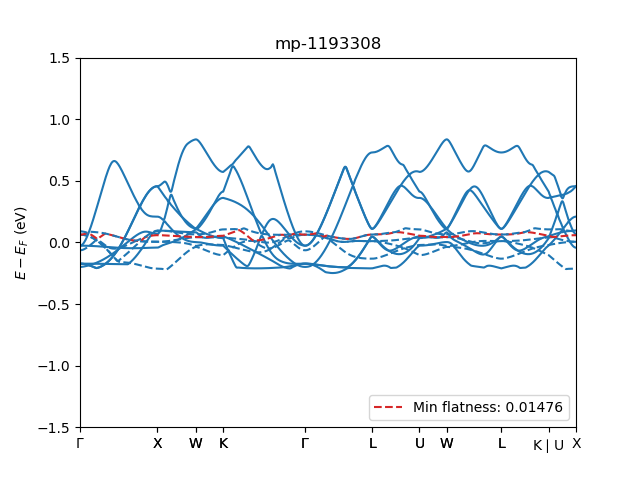 mp-1193308
E − E_F (eV)
1.5
1.0
0.5
0.0
−0.5
−1.0
−1.5
Min flatness: 0.01476
Γ X W K Γ L U W L K | U X